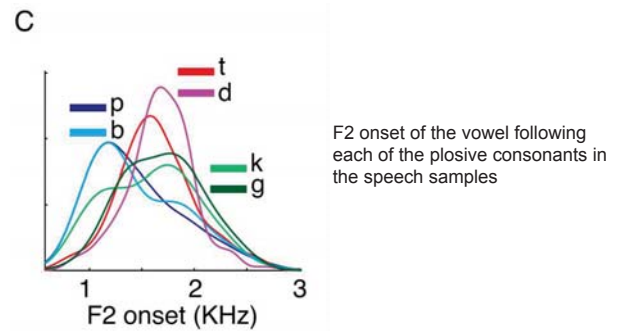 C
t
d
p
b
k
g
1
2
3
F2 onset (KHz)
F2 onset of the vowel following
each of the plosive consonants in
the speech samples